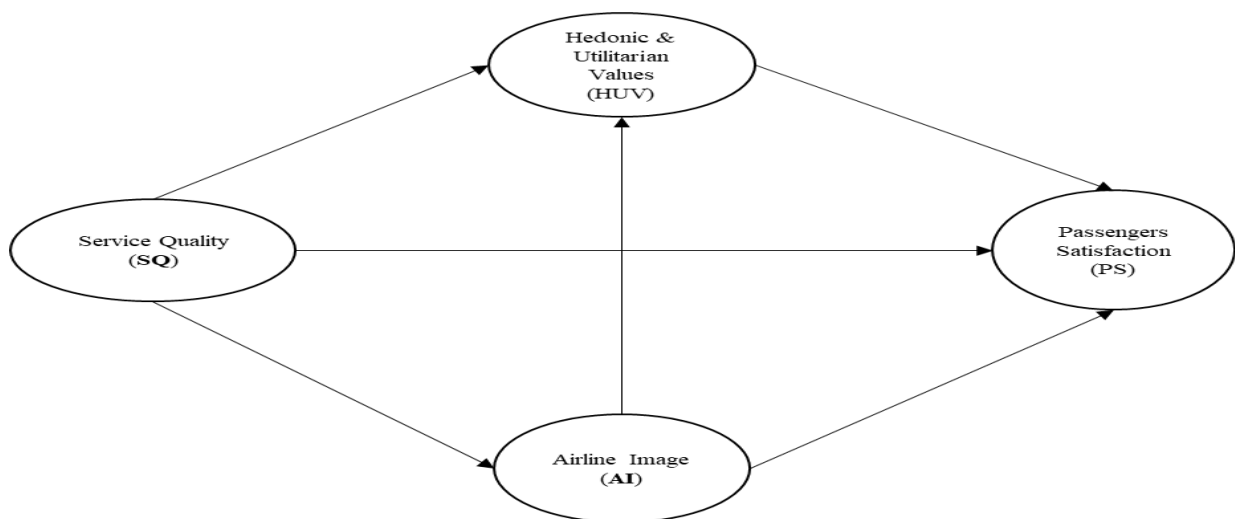 Hedonic &
Utilitarian
Values
(HUV)
Service Quality
(SQ)
Passengers
Satisfaction
(PS)
Airline Image
(AI)